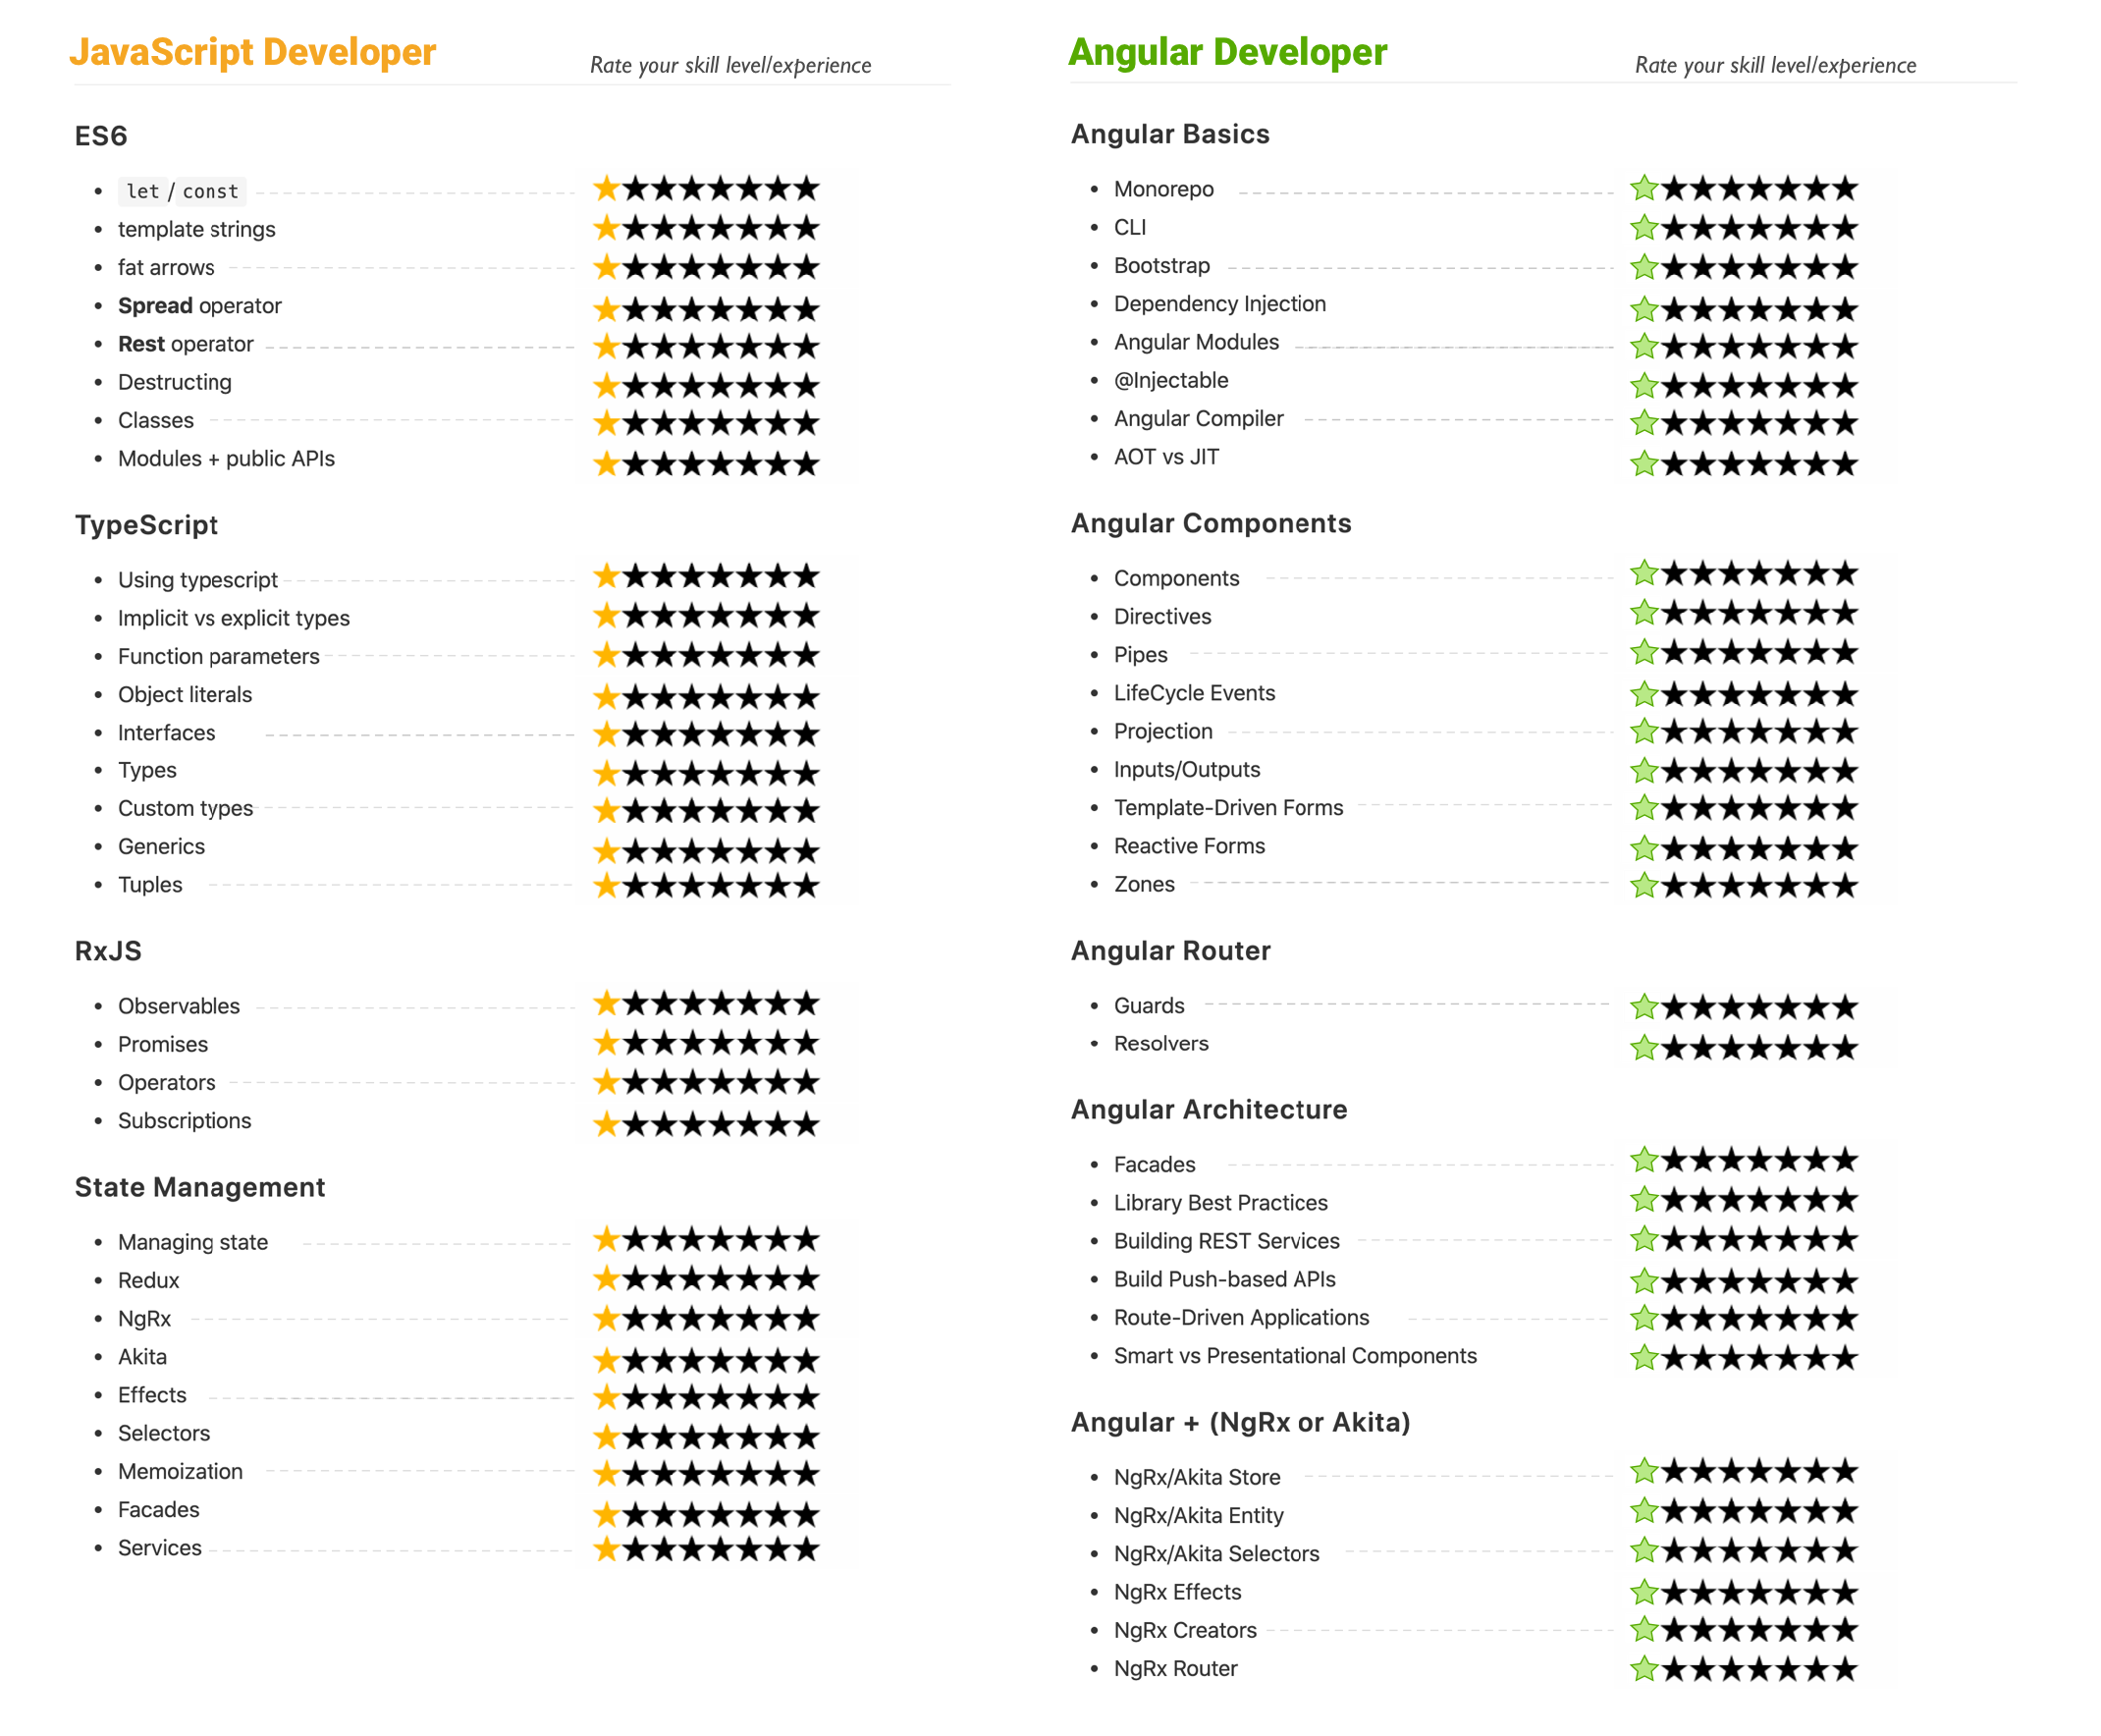 JavaScript Developer
Rate your skill level/experience
ES6
let / const
template strings
fat arrows
Spread operator
Rest operator
Destructing
Classes
Modules + public APIs
TypeScript
Using typescript
Implicit vs explicit types
Function parameters
Object literals
Interfaces
Types
Custom types
Generics
Tuples
RxJS
Observables
Promises
Operators
Subscriptions
State Management
Managing state
Redux
NgRx
Akita
Effects
Selectors
Memoization
Facades
Services
Angular Developer
Rate your skill level/experience
Angular Basics
Monorepo
CLI
Bootstrap
Dependency Injection
Angular Modules
@Injectable
Angular Compiler
AOT vs JIT
Angular Components
Components
Directives
Pipes
LifeCycle Events
Projection
Inputs/Outputs
Template-Driven Forms
Reactive Forms
Zones
Angular Router
Guards
Resolvers
Angular Architecture
Facades
Library Best Practices
Building REST Services
Build Push-based APIs
Route-Driven Applications
Smart vs Presentational Components
Angular + (NgRx or Akita)
NgRx/Akita Store
NgRx/Akita Entity
NgRx/Akita Selectors
NgRx Effects
NgRx Creators
NgRx Router